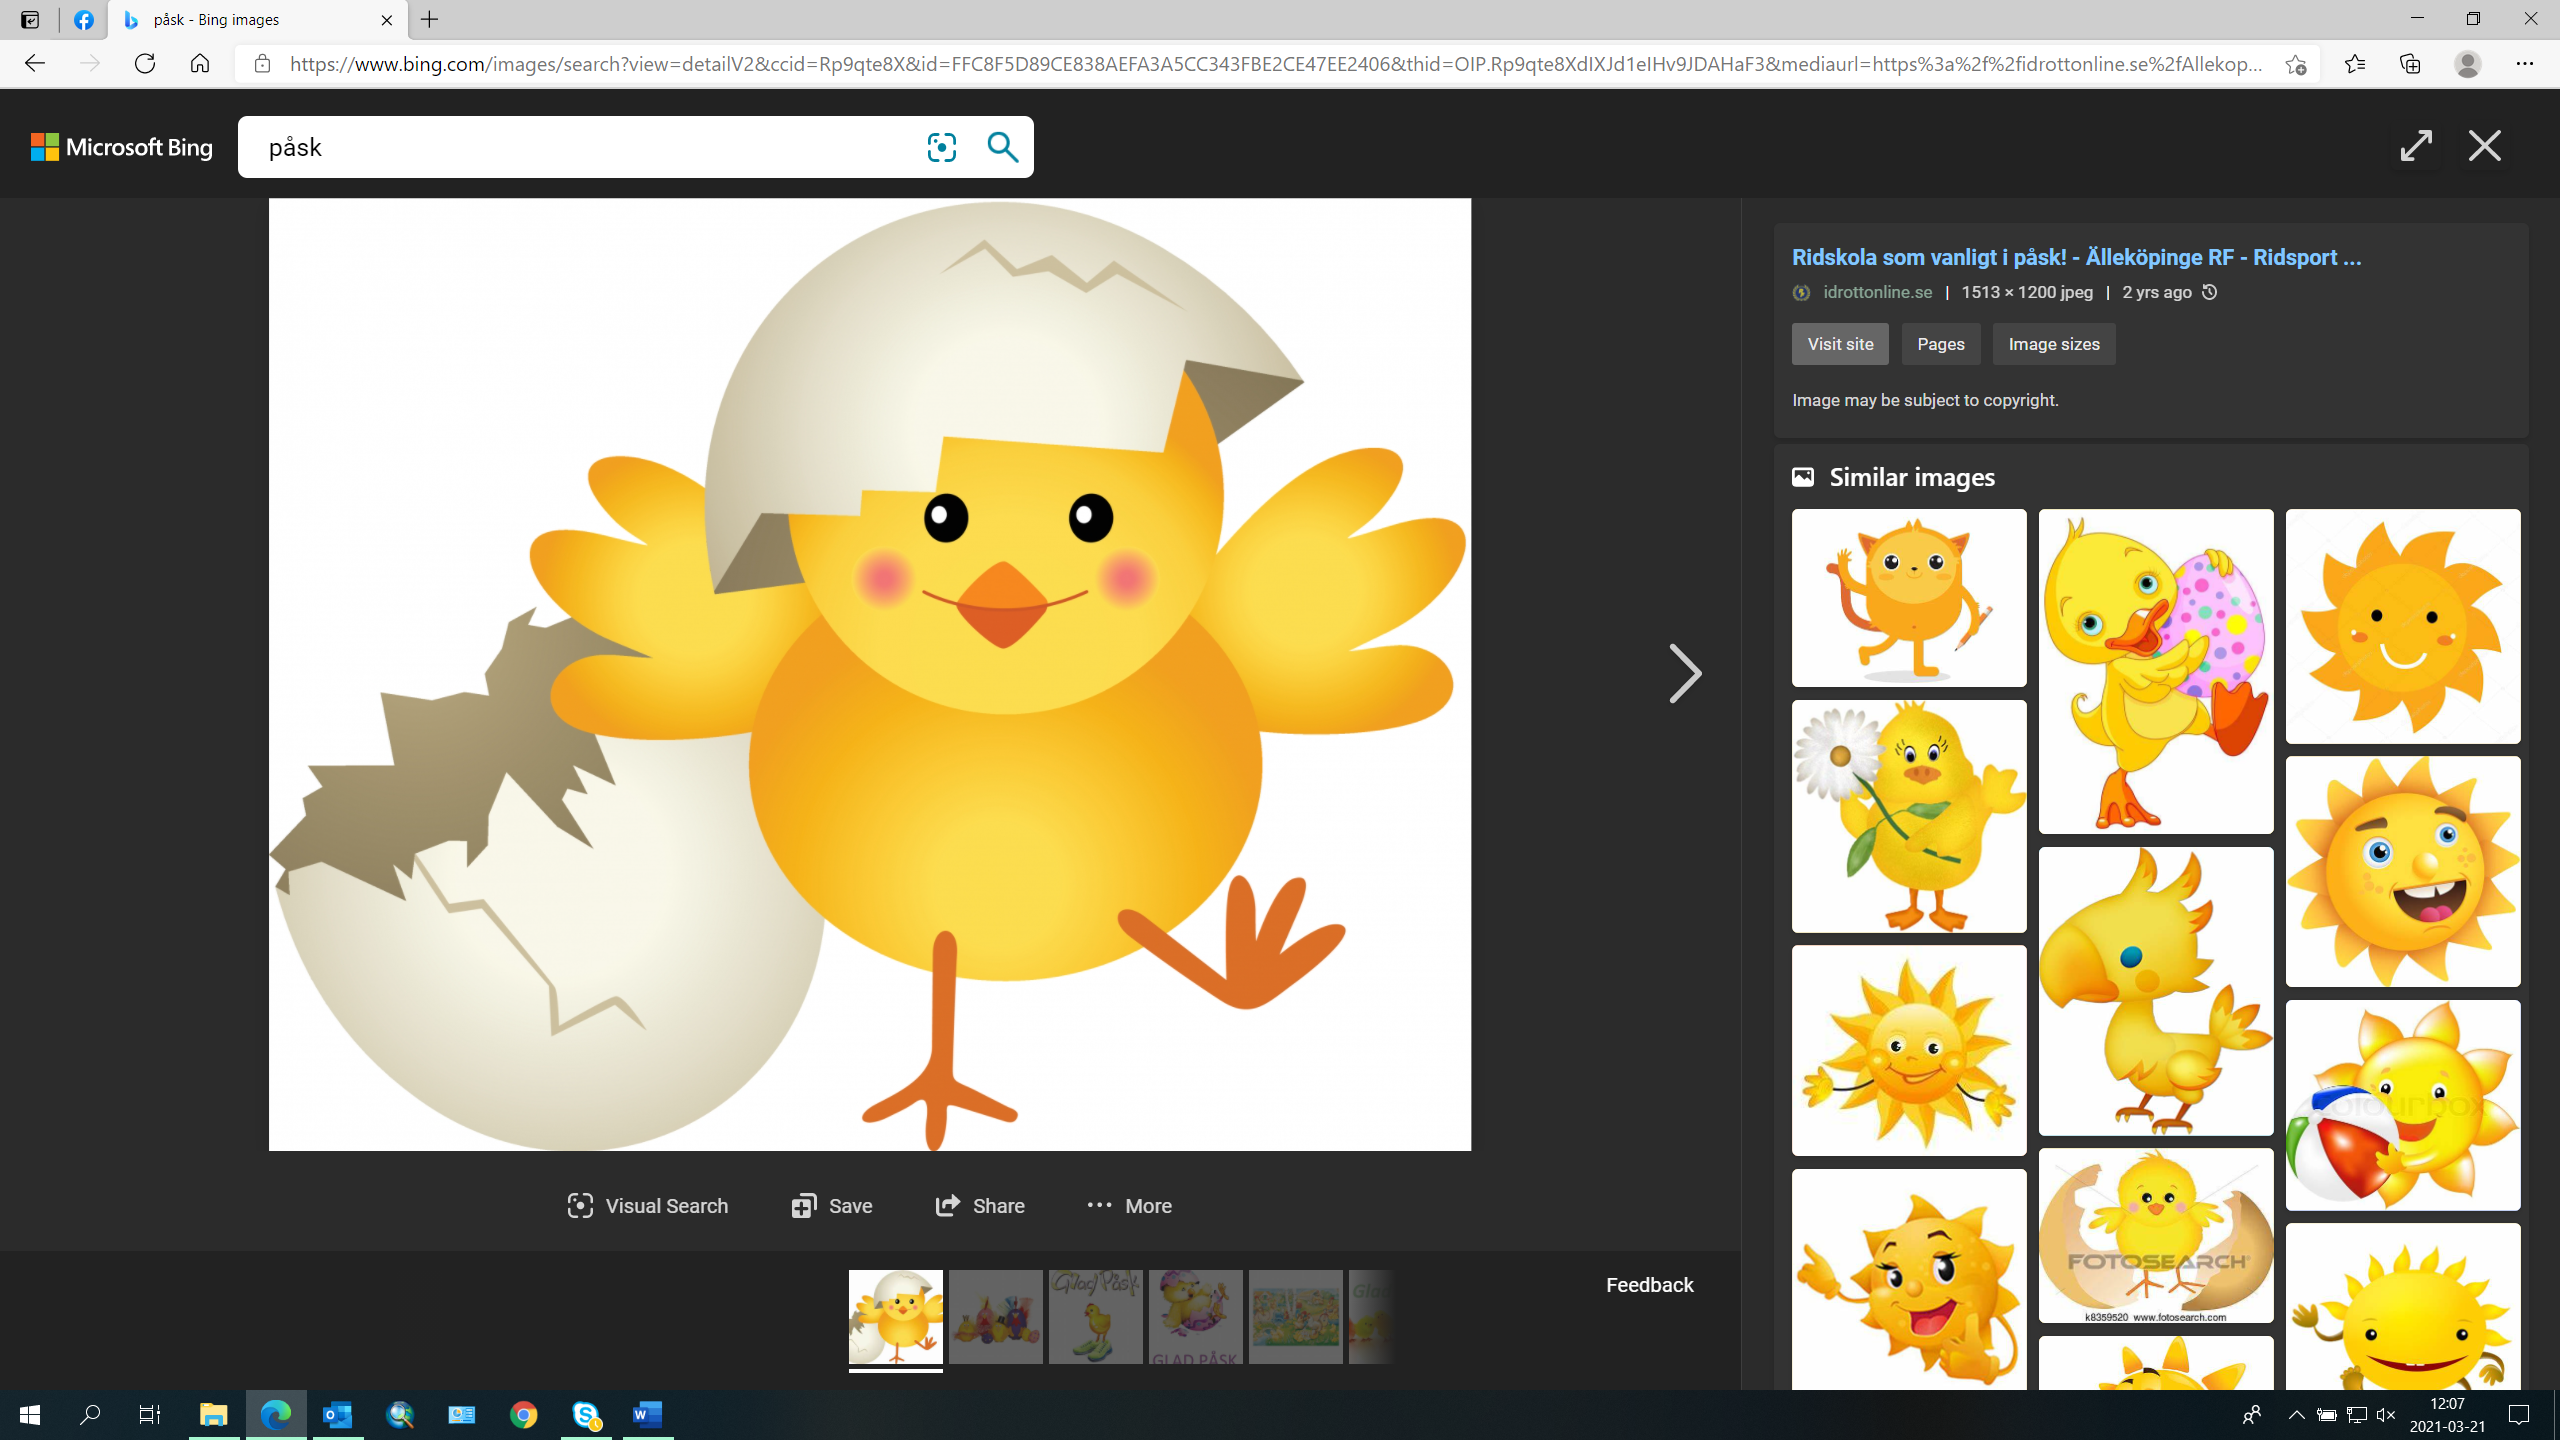 påsk - Bing images
https://www.bing.com/images/search?view=detailV2&ccid=Rp9qte8X&id=FFC8F5D89CE838AEFA3A5CC343FBE2CE47EE2406&thid=OIP.Rp9qte8XdIXJd1eIHv9JDAHaF3&mediaurl=https%3a%2f%2fidrottonline.se%2fAllekop...
Microsoft Bing
påsk
Ridskola som vanligt i påsk! - Älleköpinge RF - Ridsport ...
idrottonline.se | 1513 × 1200 jpeg | 2 yrs ago
Visit site
Pages
Image sizes
Image may be subject to copyright.
Similar images
FOTOSEARCH
k8359520 www.fotosearch.com
Visual Search
Save
Share
More
Glad Påsk
GLAD PÅSK
Feedback
12:07
2021-03-21